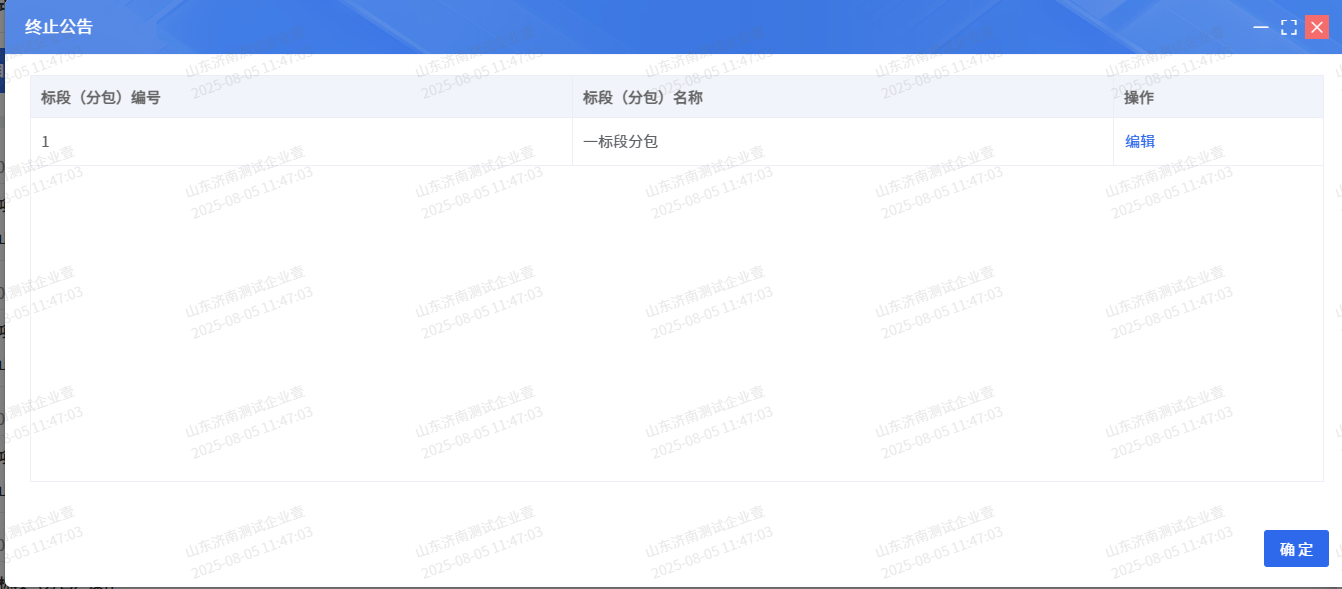 终止公告
标段（分包）编号 标段（分包）名称 操作
1 一标段分包 编辑
山东济南测试企业壹
2025-08-05 11:47:03
确 定